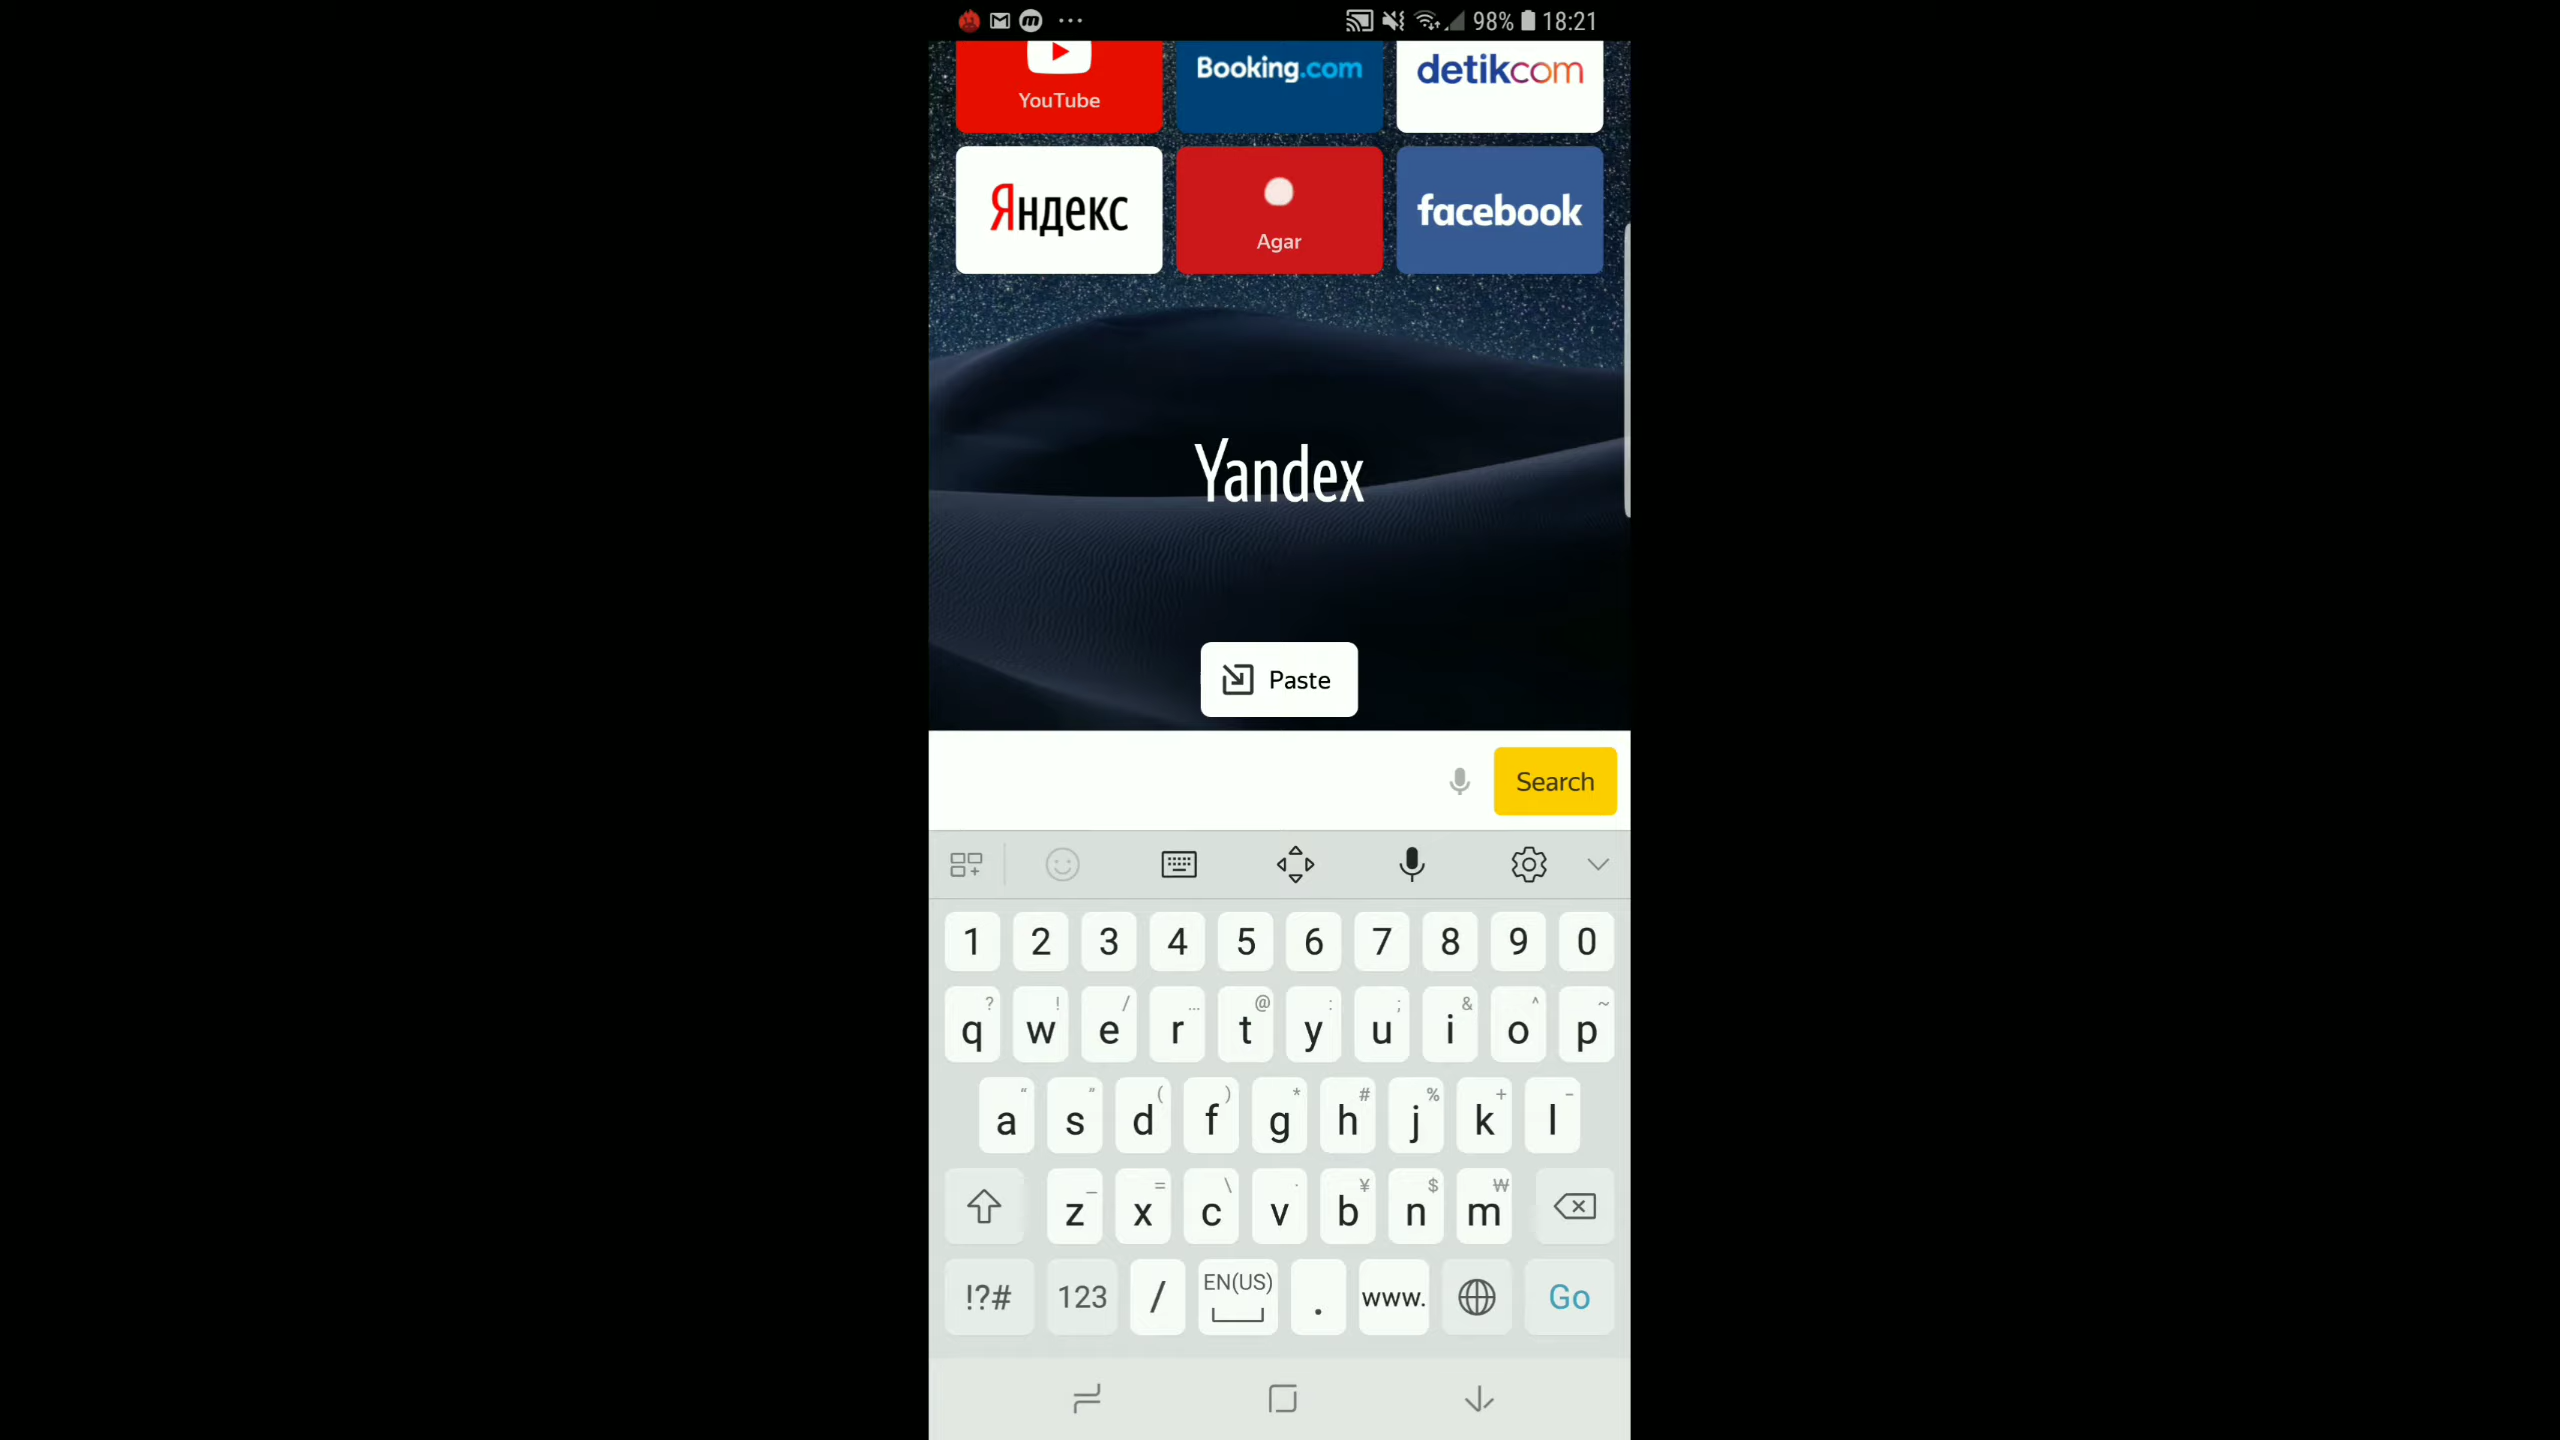 98% 18:21
YouTube
Booking.com
detikcom
Яндекс
Agar
facebook
Yandex
Paste
Search
1 2 3 4 5 6 7 8 9 0
? ! / ... @ : ; & ^ ~
q w e r t y u i o p
" " ( ) * # % + -
a s d f g h j k l
_ = \ · ¥ $ ₩
z x c v b n m
!?# 123 / EN(US) . www. Go